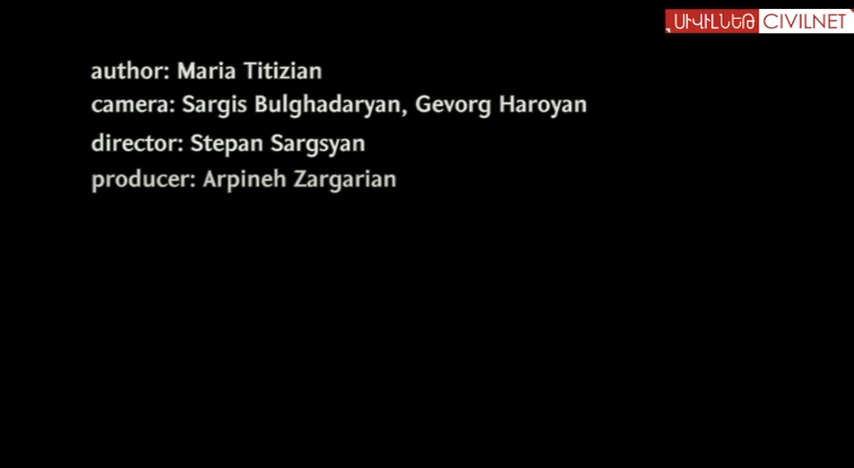 ՍԻՎԻԼՆԵԹ CIVILNET
author: Maria Titizian
camera: Sargis Bulghadaryan, Gevorg Haroyan
director: Stepan Sargsyan
producer: Arpineh Zargarian